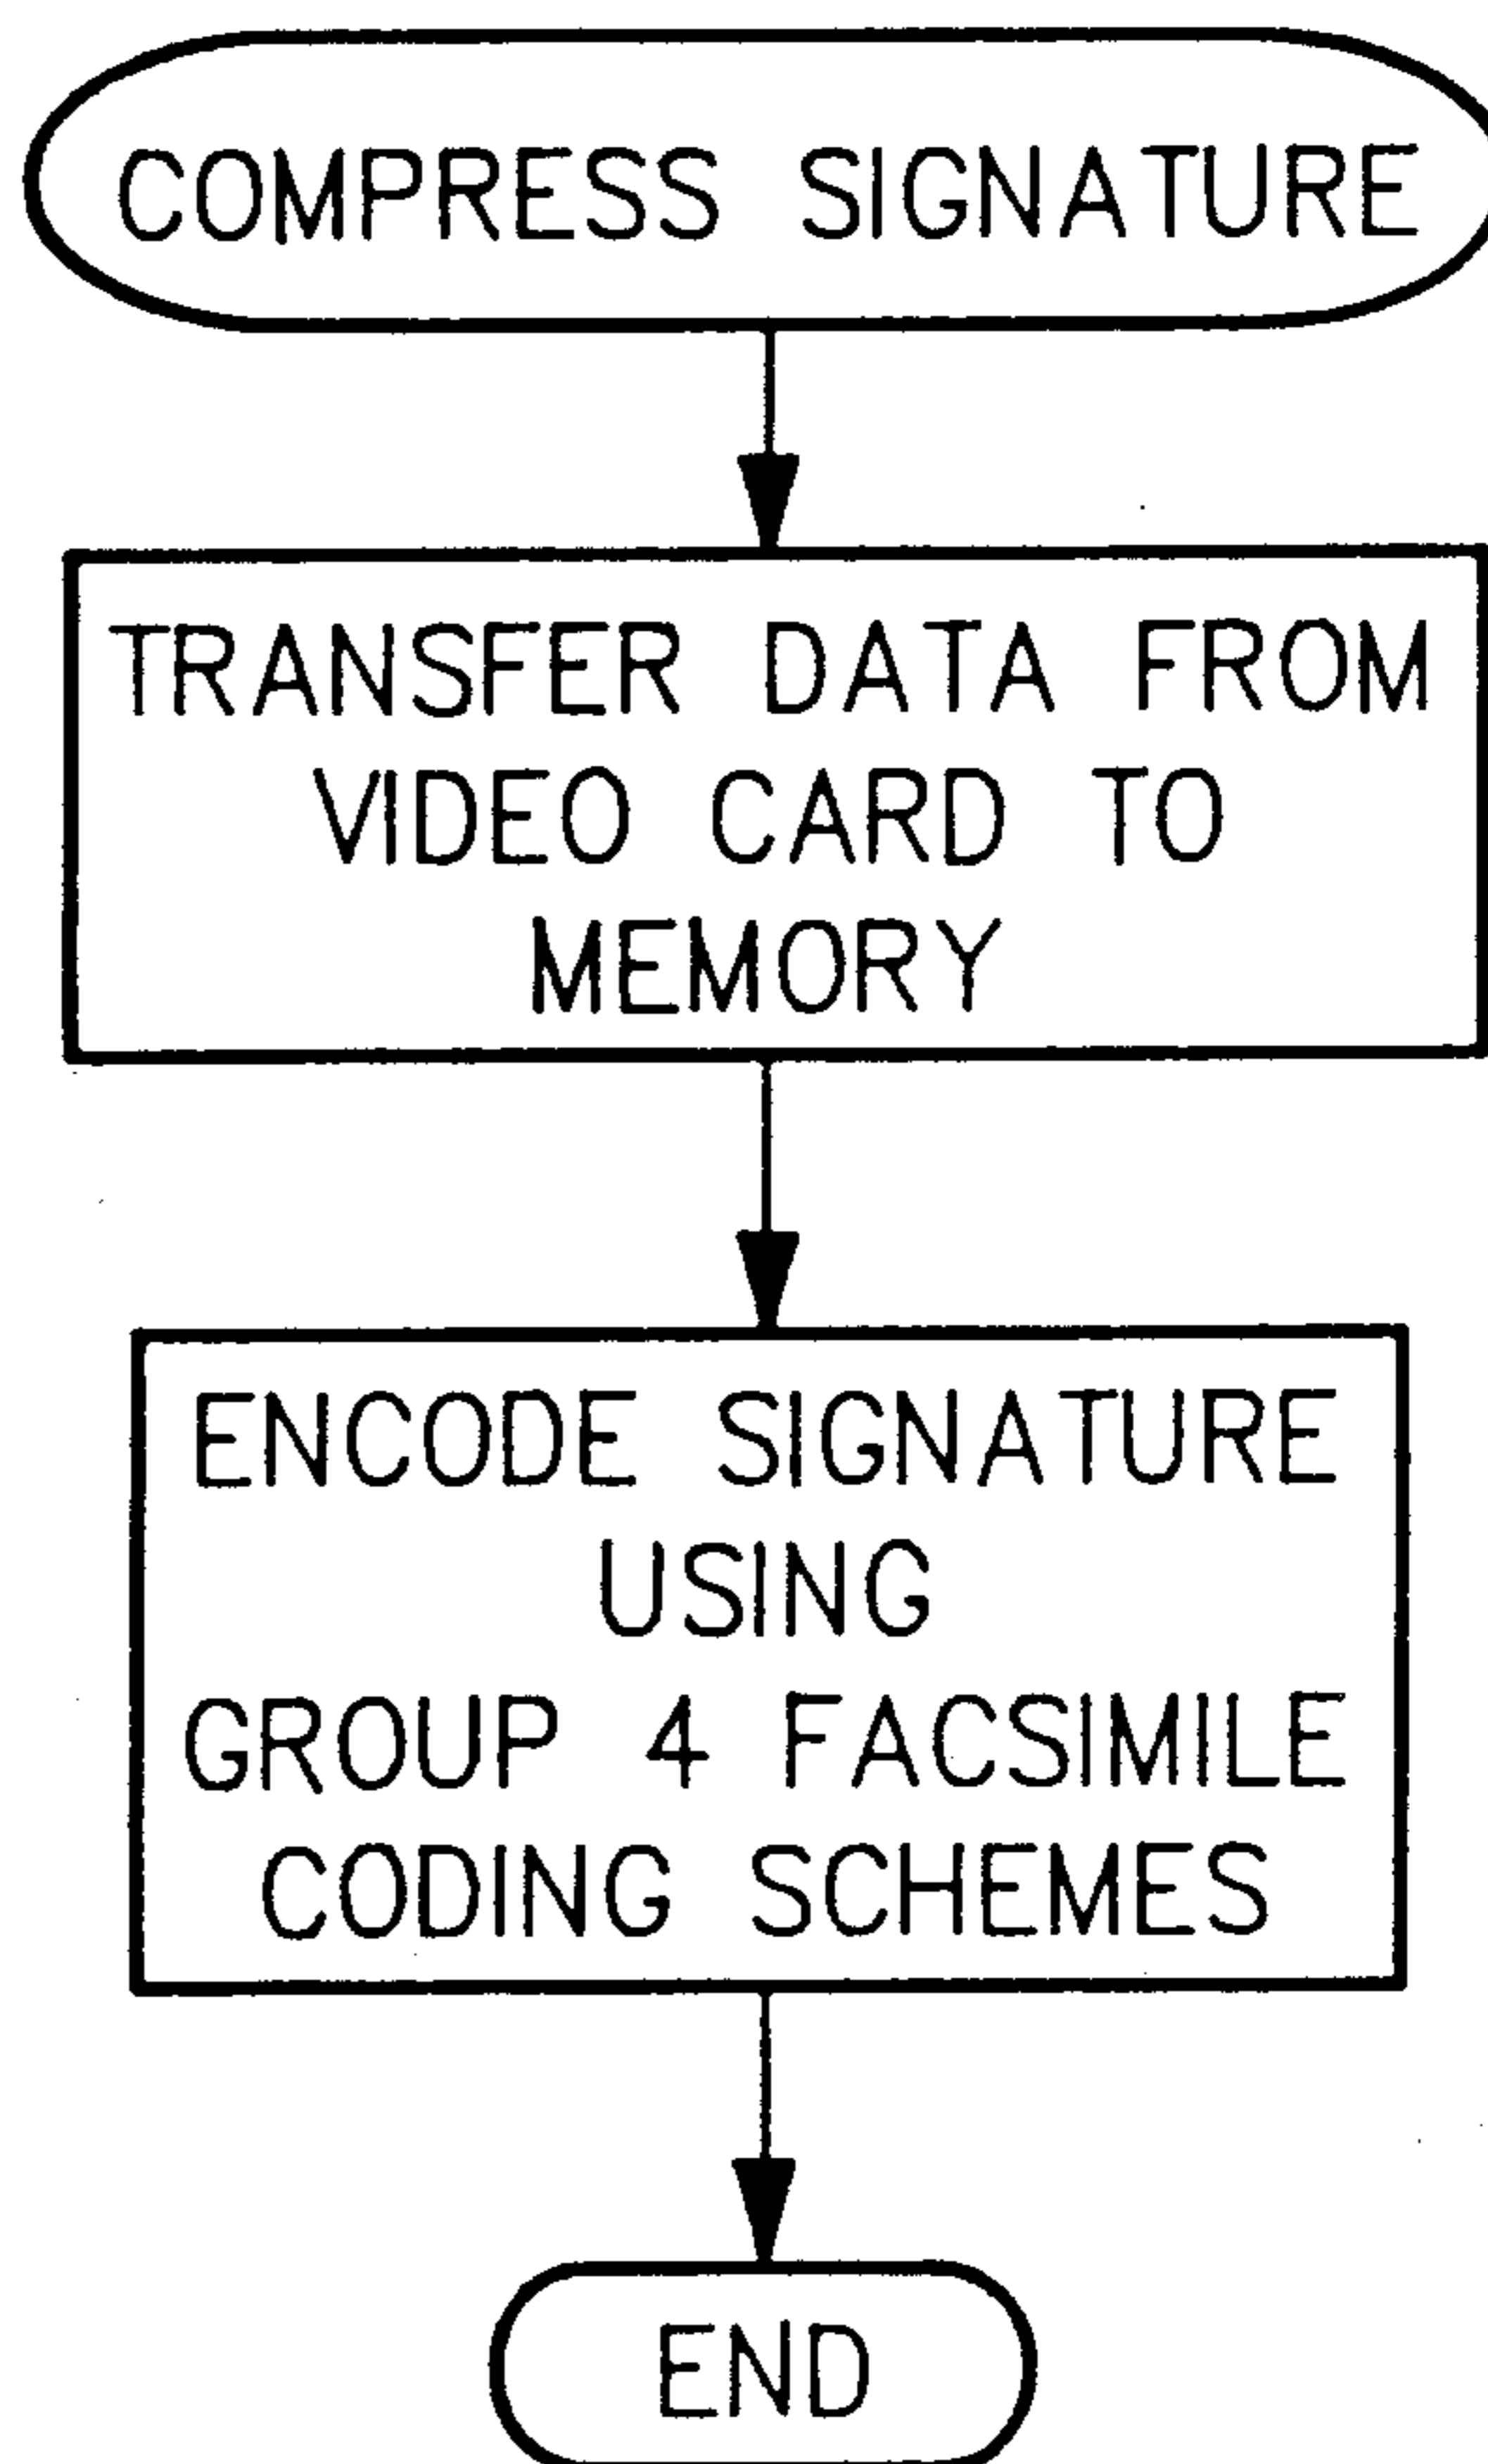 COMPRESS SIGNATURE
TRANSFER DATA FROM
VIDEO CARD TO
MEMORY
ENCODE SIGNATURE
USING
GROUP 4 FACSIMILE
CODING SCHEMES
END